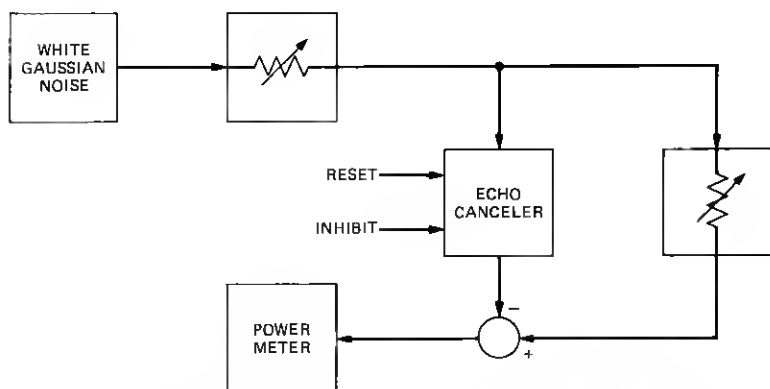 WHITE
GAUSSIAN
NOISE
RESET
INHIBIT
ECHO
CANCELER
−
+
POWER
METER